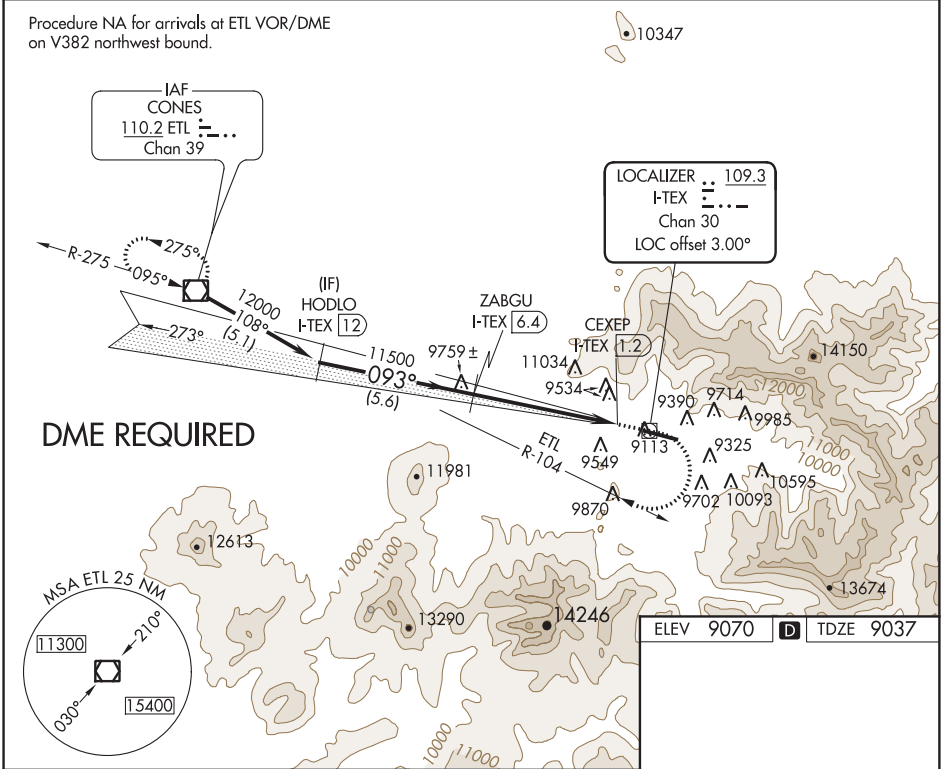 Procedure NA for arrivals at ETL VOR/DME
on V382 northwest bound.
10347
IAF
CONES
110.2 ETL
Chan 39
LOCALIZER 109.3
I-TEX
Chan 30
LOC offset 3.00°
R-275
095°
275°
12000
108°
(5.1)
(IF)
HODLO
I-TEX 12
273°
11500
093°
(5.6)
9759 ±
ZABGU
I-TEX 6.4
CEXEP
I-TEX 1.2
11034
9534
14150
12000
9390
9714
9985
11000
10000
9113
9325
9549
ETL
R-104
DME REQUIRED
11981
9870
9702
10093
10595
12613
10000
11000
13290
14246
13674
MSA ETL 25 NM
210°
11300
15400
030°
10000
11000
ELEV 9070 D TDZE 9037